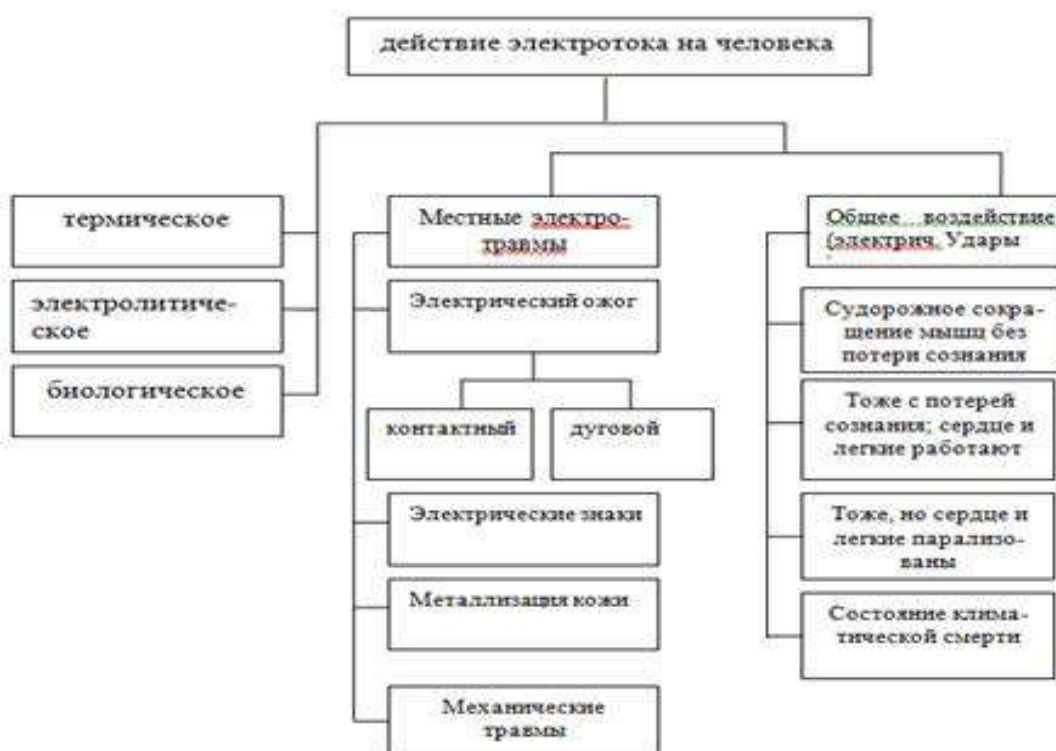 действие электротока на человека
термическое
электролитиче-
ское
биологическое
Местные электро-
травмы
Электрический ожог
контактный
дуговой
Электрические знаки
Металлизация кожи
Механические
травмы
Общее воздействие
(электрич. Удары
Судорожное сокра-
щение мышц без
потери сознания
Тоже с потерей
сознания; сердце и
легкие работают
Тоже, но сердце и
легкие парализо-
ваны
Состояние клима-
тической смерти